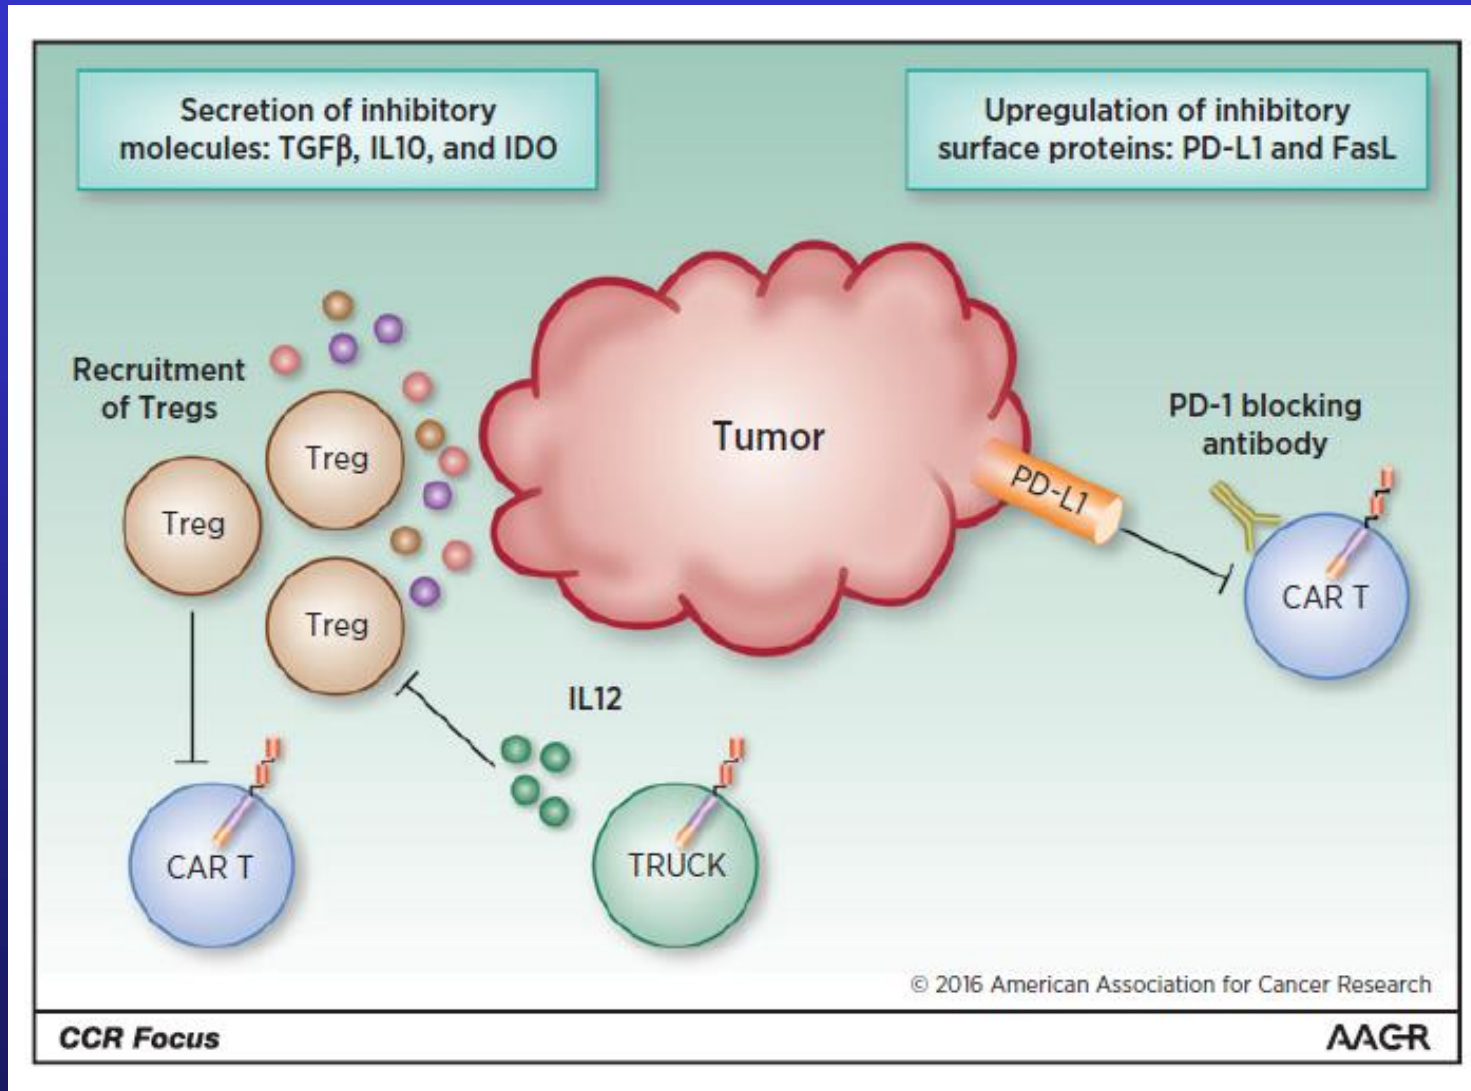 Secretion of inhibitory
molecules: TGFβ, IL10, and IDO
Upregulation of inhibitory
surface proteins: PD-L1 and FasL
Recruitment
of Tregs
Treg
Treg
Treg
Tumor
PD-L1
PD-1 blocking
antibody
CAR T
IL12
CAR T
TRUCK
© 2016 American Association for Cancer Research
CCR Focus
AACR